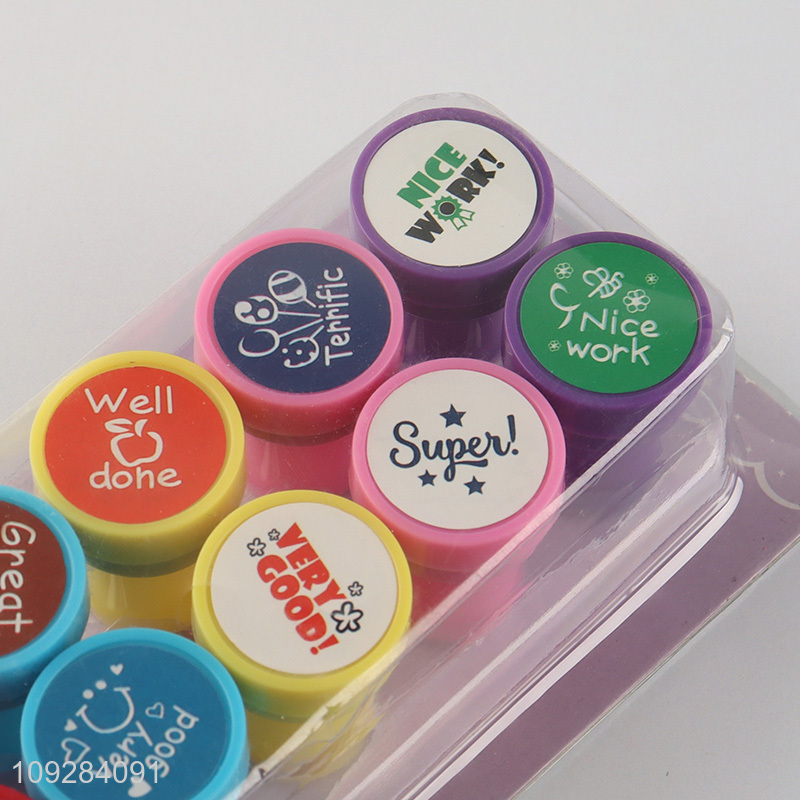 NICE
WORK!
Terrific
Nice
work
Well
done
Super!
Great
VERY
GOOD!
Very
Good
109284091